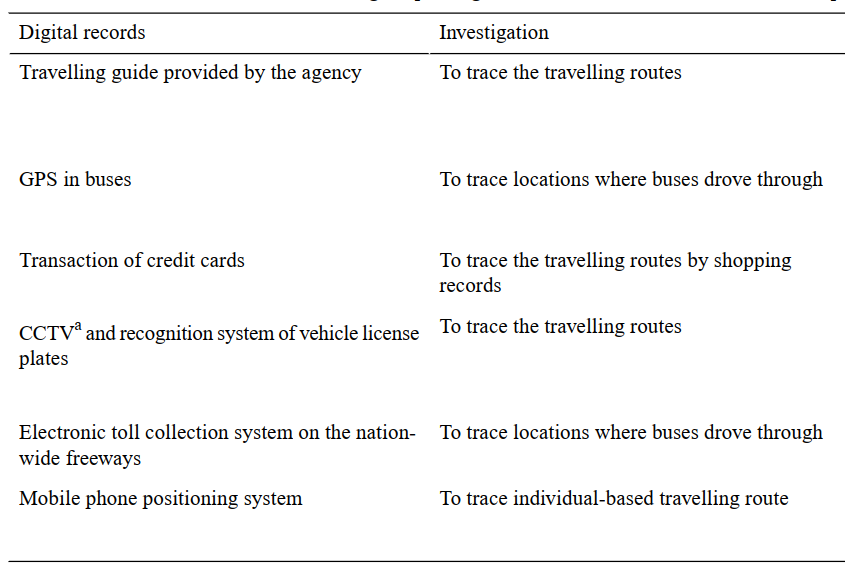 Digital records Investigation
Travelling guide provided by the agency To trace the travelling routes
GPS in buses To trace locations where buses drove through
Transaction of credit cards To trace the travelling routes by shopping
records
CCTVa and recognition system of vehicle license To trace the travelling routes
plates
Electronic toll collection system on the nation- To trace locations where buses drove through
wide freeways
Mobile phone positioning system To trace individual-based travelling route